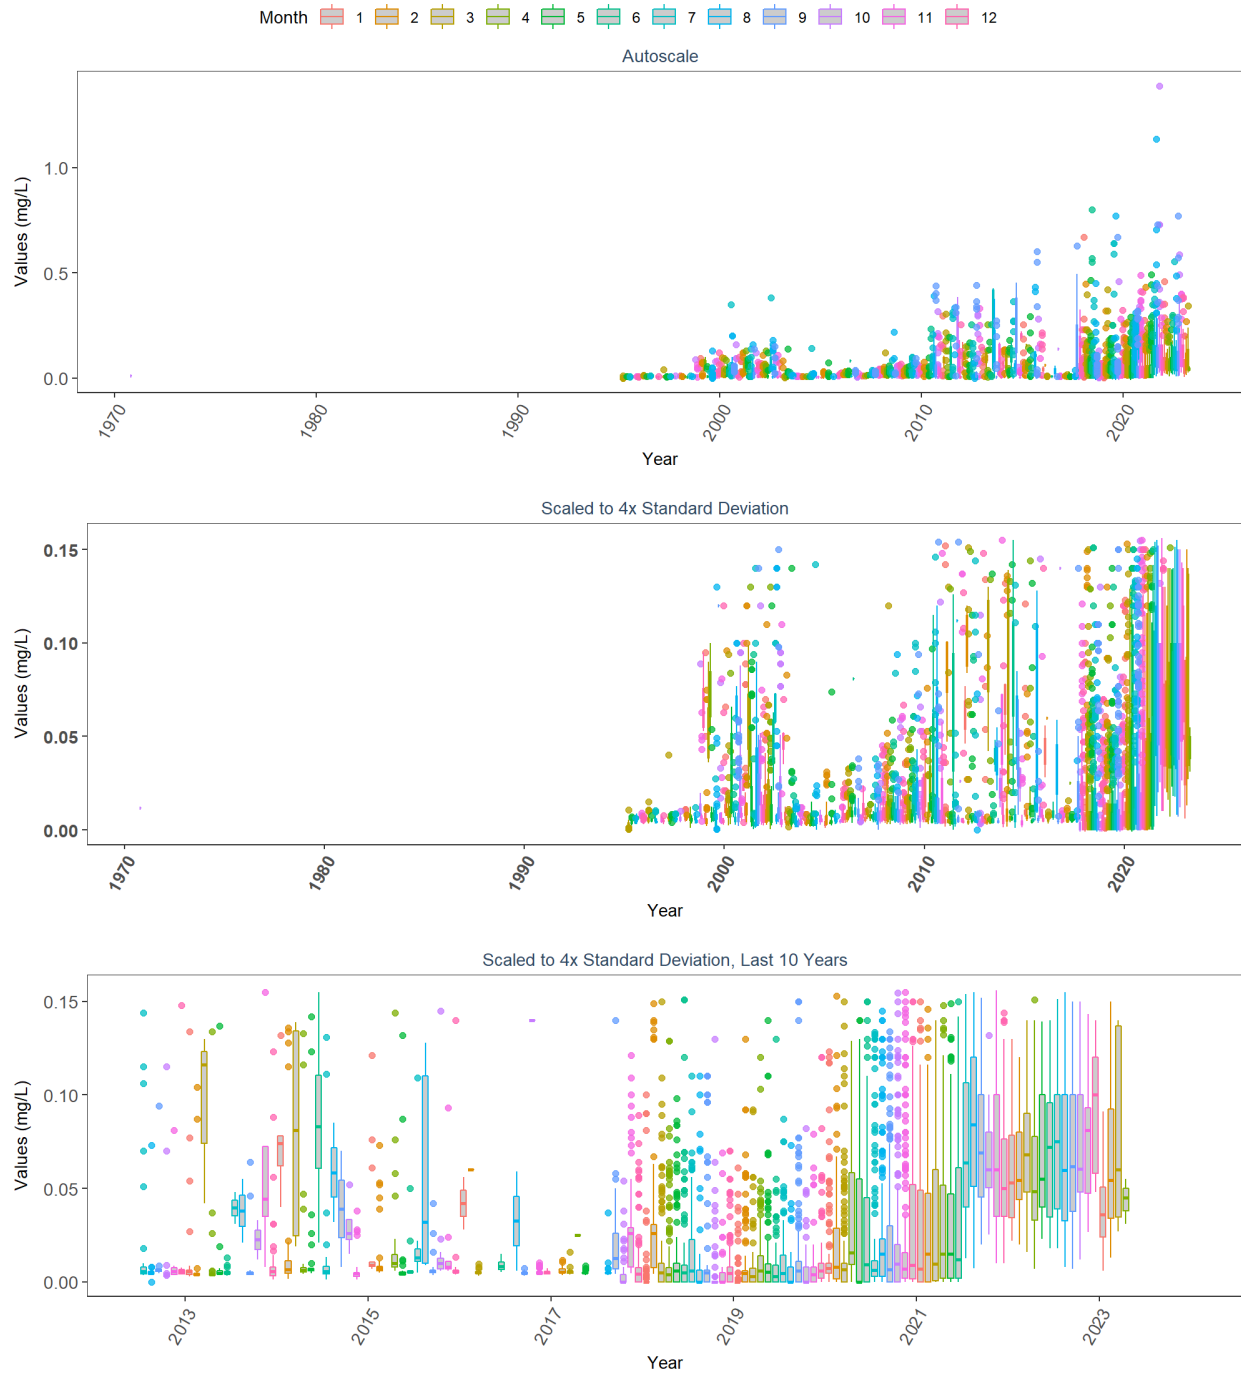 Month 1 2 3 4 5 6 7 8 9 10 11 12
Autoscale
Values (mg/L)
1.0
0.5
0.0
1970 1980 1990 2000 2010 2020
Year
Scaled to 4x Standard Deviation
Values (mg/L)
0.15
0.10
0.05
0.00
1970 1980 1990 2000 2010 2020
Year
Scaled to 4x Standard Deviation, Last 10 Years
Values (mg/L)
0.15
0.10
0.05
0.00
2013 2015 2017 2019 2021 2023
Year